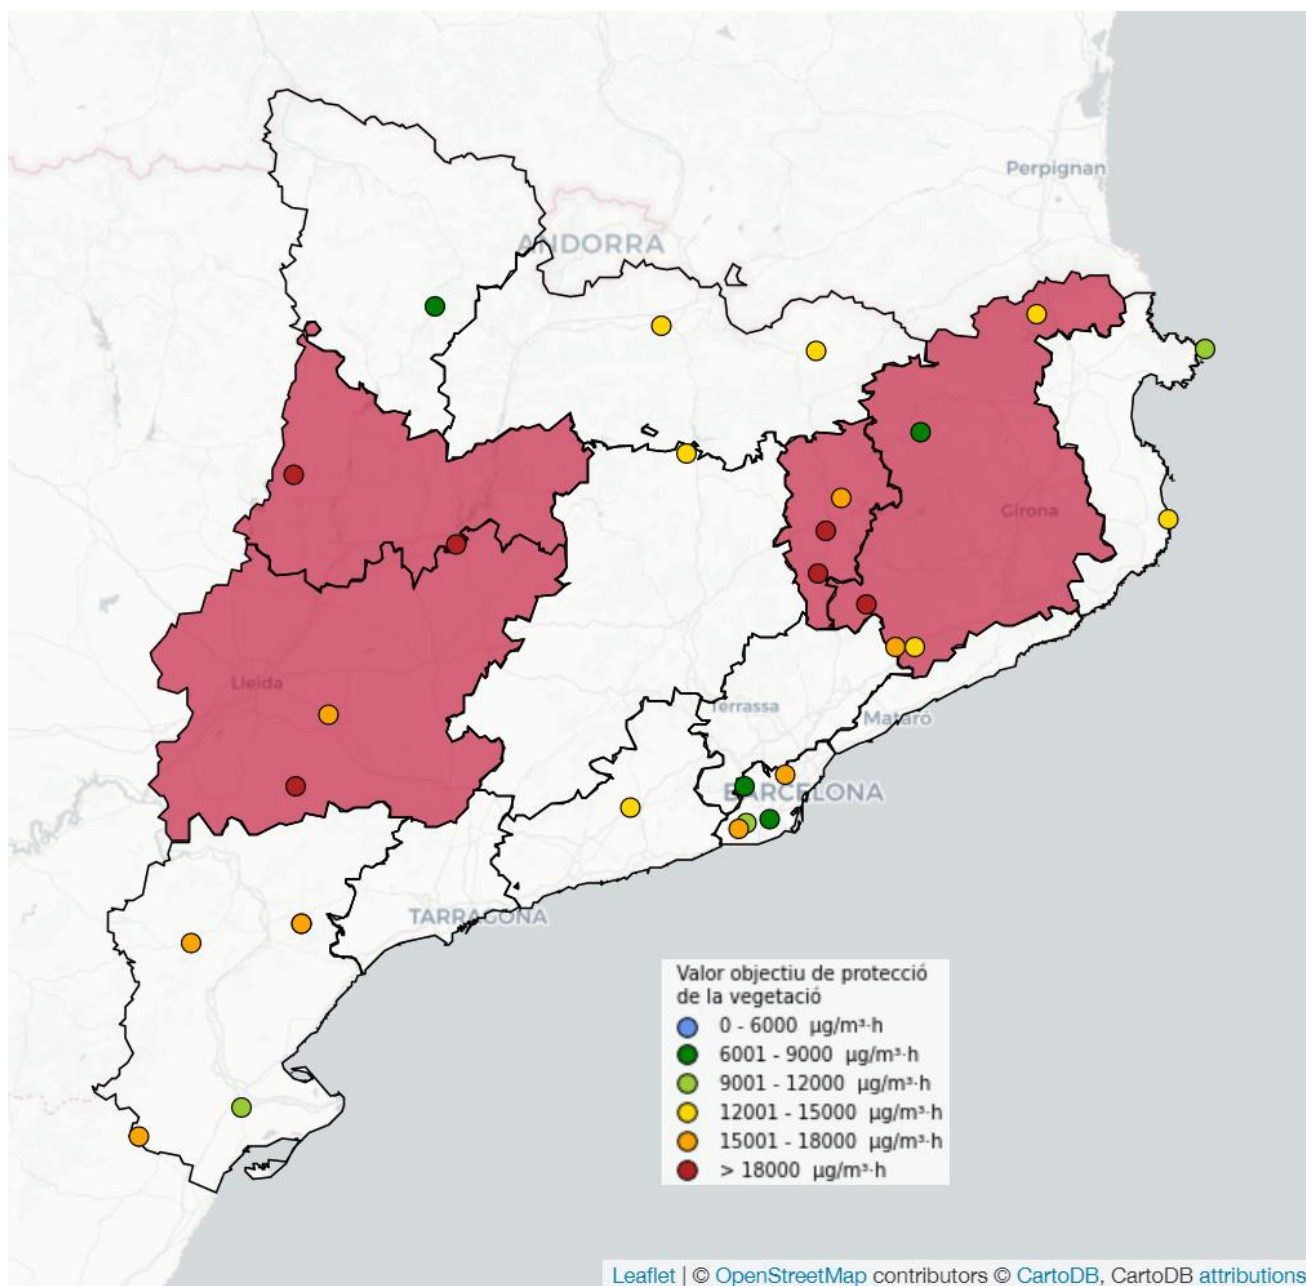 Perpignan
ANDORRA
Girona
Lleida
Terrassa
Mataró
BARCELONA
TARRAGONA
Valor objectiu de protecció
de la vegetació
0 - 6000 µg/m³·h
6001 - 9000 µg/m³·h
9001 - 12000 µg/m³·h
12001 - 15000 µg/m³·h
15001 - 18000 µg/m³·h
> 18000 µg/m³·h
Leaflet | © OpenStreetMap contributors © CartoDB, CartoDB attributions